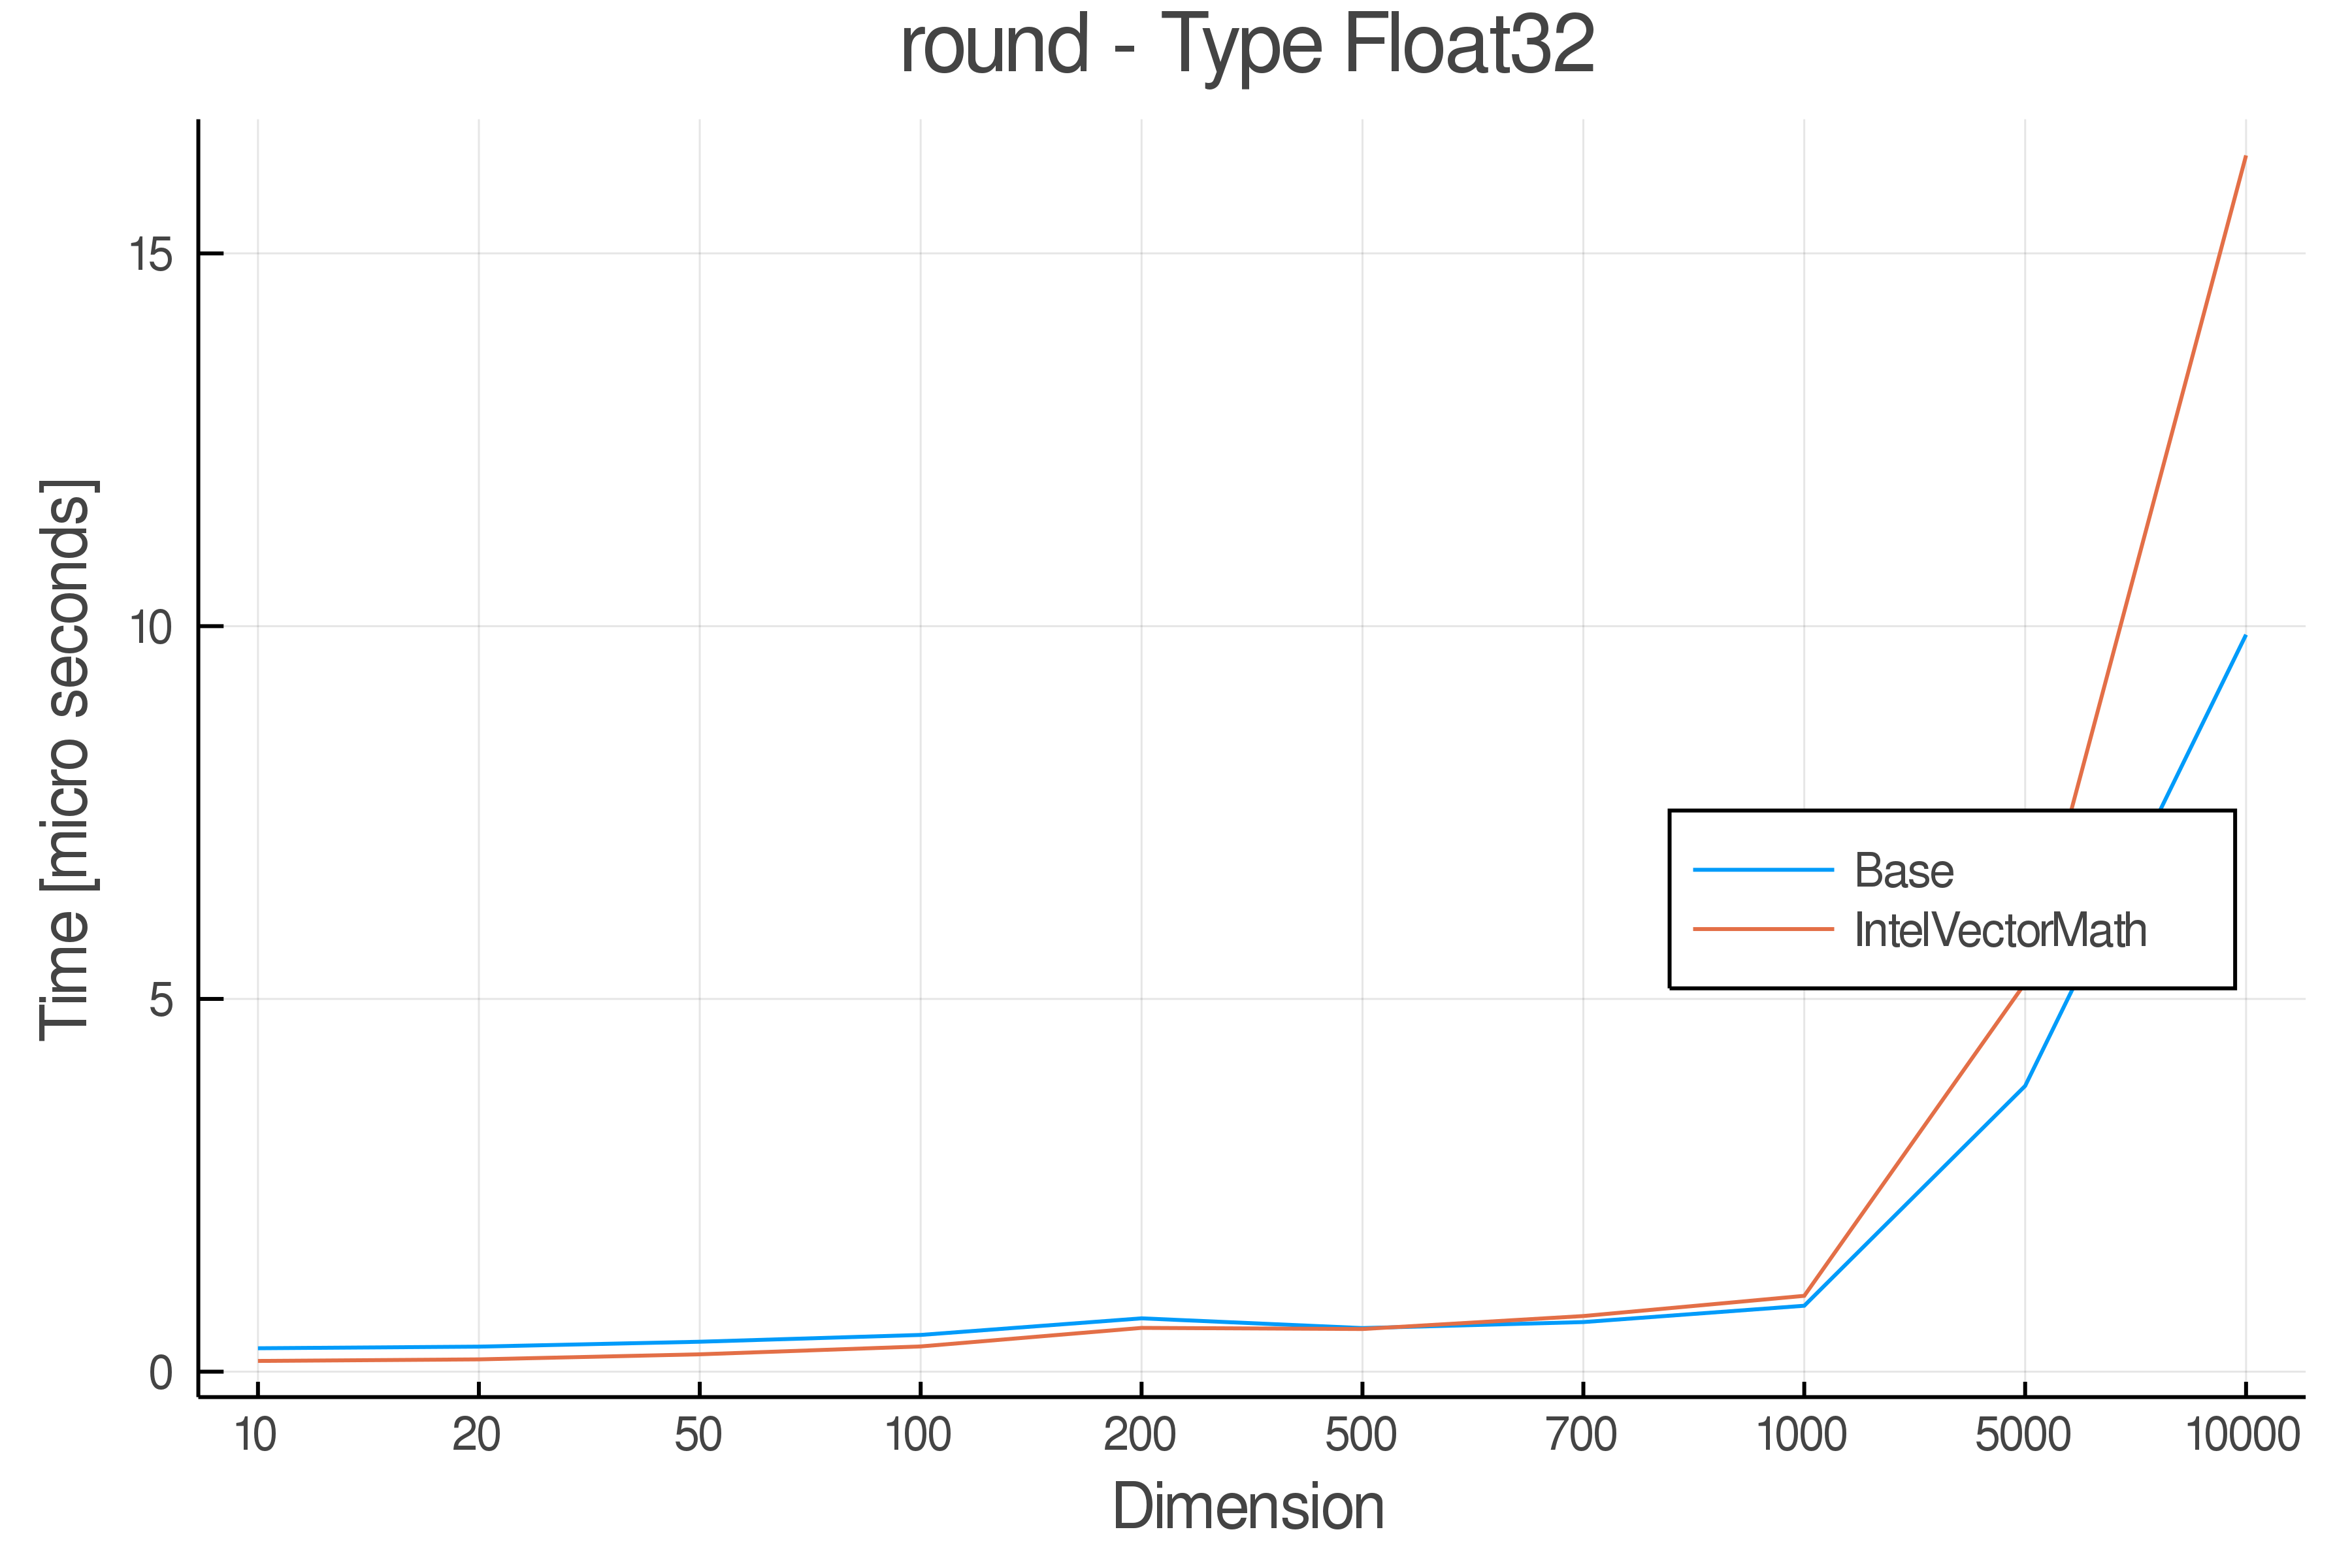 round - Type Float32
Time [micro seconds]
15
10
5
0
Base
IntelVectorMath
10 20 50 100 200 500 700 1000 5000 10000
Dimension